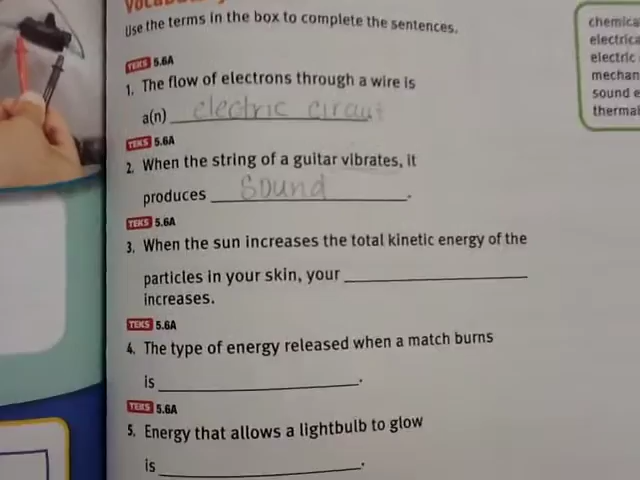 Use the terms in the box to complete the sentences.
TEKS 5.6A
1. The flow of electrons through a wire is
a(n) electric circut
TEKS 5.6A
2. When the string of a guitar vibrates, it
produces Sound.
TEKS 5.6A
3. When the sun increases the total kinetic energy of the
particles in your skin, your
increases.
TEKS 5.6A
4. The type of energy released when a match burns
is .
TEKS 5.6A
5. Energy that allows a lightbulb to glow
is .
chemica
electrica
electric
mechan
sound e
therma